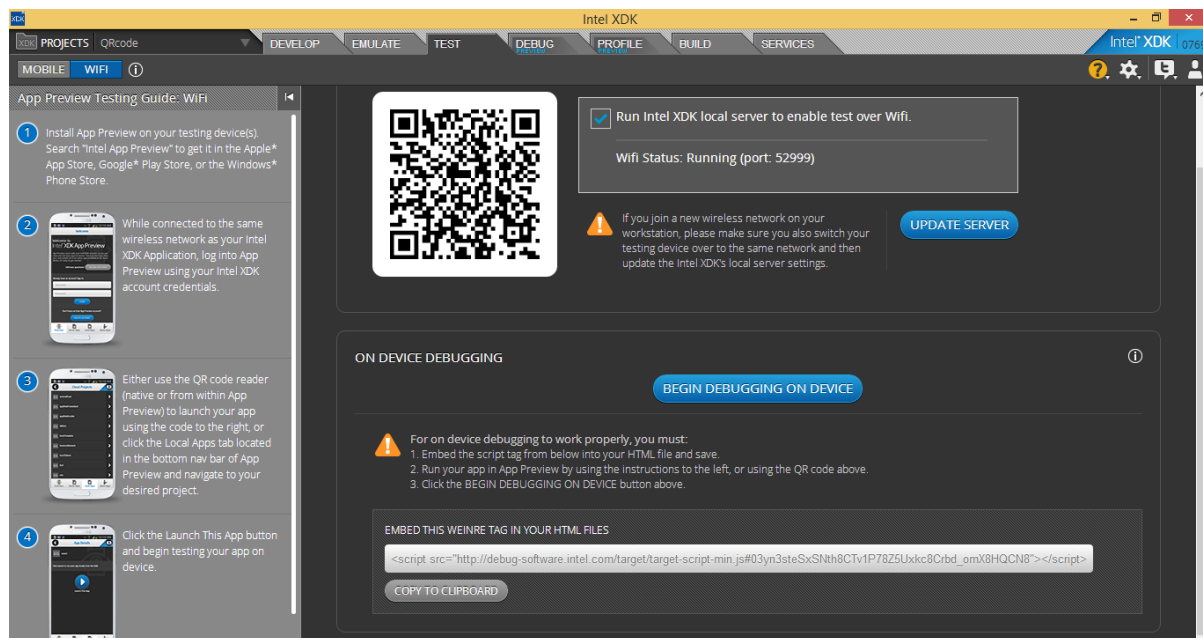 XDK
Intel XDK
XDK PROJECTS QRcode
DEVELOP
EMULATE
TEST
DEBUG
PREVIEW
PROFILE
PREVIEW
BUILD
SERVICES
Intel® XDK
MOBILE WIFI
App Preview Testing Guide: WiFi
1
Install App Preview on your testing device(s).
Search "Intel App Preview" to get it in the Apple*
App Store, Google* Play Store, or the Windows*
Phone Store.
2
While connected to the same
wireless network as your Intel
XDK Application, log into App
Preview using your Intel XDK
account credentials.
3
Either use the QR code reader
(native or from within App
Preview) to launch your app
using the code to the right, or
click the Local Apps tab located
in the bottom nav bar of App
Preview and navigate to your
desired project.
4
Click the Launch This App button
and begin testing your app on
device.
Run Intel XDK local server to enable test over Wifi.
Wifi Status: Running (port: 52999)
If you join a new wireless network on your
workstation, please make sure you also switch your
testing device over to the same network and then
update the Intel XDK's local server settings.
UPDATE SERVER
ON DEVICE DEBUGGING
BEGIN DEBUGGING ON DEVICE
For on device debugging to work properly, you must:
1. Embed the script tag from below into your HTML file and save.
2. Run your app in App Preview by using the instructions to the left, or using the QR code above.
3. Click the BEGIN DEBUGGING ON DEVICE button above.
EMBED THIS WEINRE TAG IN YOUR HTML FILES
<script src="http://debug-software.intel.com/target/target-script-min.js#03yn3steSxSNth8CTv1P78Z5Uxkc8Crbd_omX8HQCN8"></script>
COPY TO CLIPBOARD